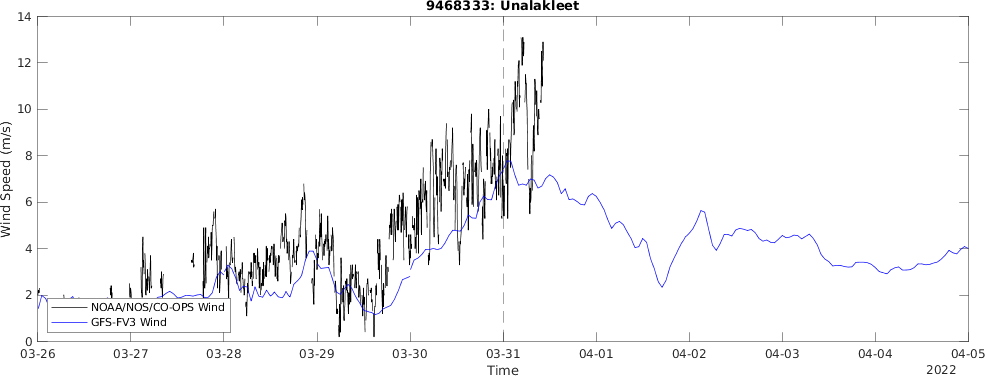 9468333: Unalakleet
Wind Speed (m/s)
14
12
10
8
6
4
2
0
NOAA/NOS/CO-OPS Wind
GFS-FV3 Wind
03-26 03-27 03-28 03-29 03-30 03-31 04-01 04-02 04-03 04-04 04-05
Time
2022